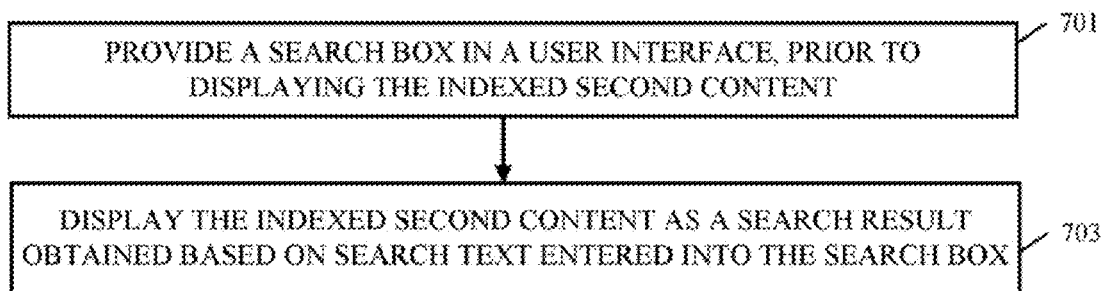 701
PROVIDE A SEARCH BOX IN A USER INTERFACE, PRIOR TO
DISPLAYING THE INDEXED SECOND CONTENT
DISPLAY THE INDEXED SECOND CONTENT AS A SEARCH RESULT
OBTAINED BASED ON SEARCH TEXT ENTERED INTO THE SEARCH BOX
703